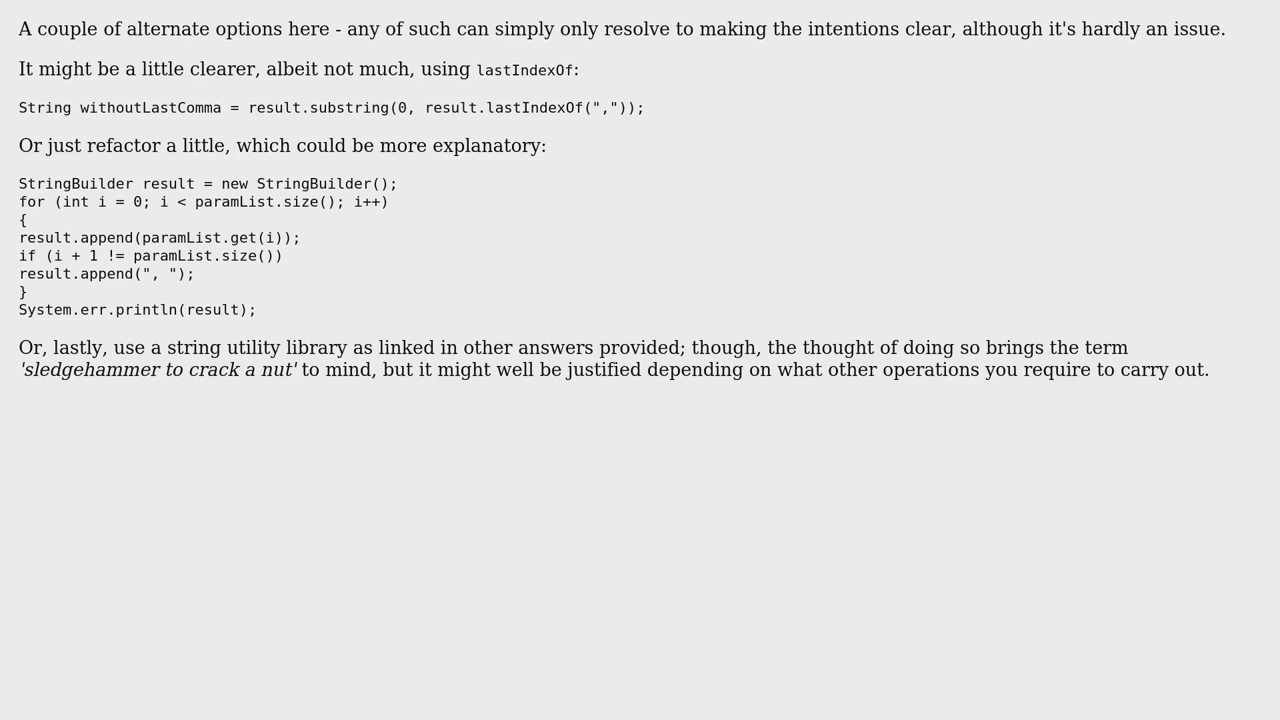 A couple of alternate options here - any of such can simply only resolve to making the intentions clear, although it's hardly an issue.
It might be a little clearer, albeit not much, using lastIndexOf:
String withoutLastComma = result.substring(0, result.lastIndexOf(","));
Or just refactor a little, which could be more explanatory:
StringBuilder result = new StringBuilder();
for (int i = 0; i < paramList.size(); i++)
{
result.append(paramList.get(i));
if (i + 1 != paramList.size())
result.append(", ");
}
System.err.println(result);
Or, lastly, use a string utility library as linked in other answers provided; though, the thought of doing so brings the term
'sledgehammer to crack a nut' to mind, but it might well be justified depending on what other operations you require to carry out.